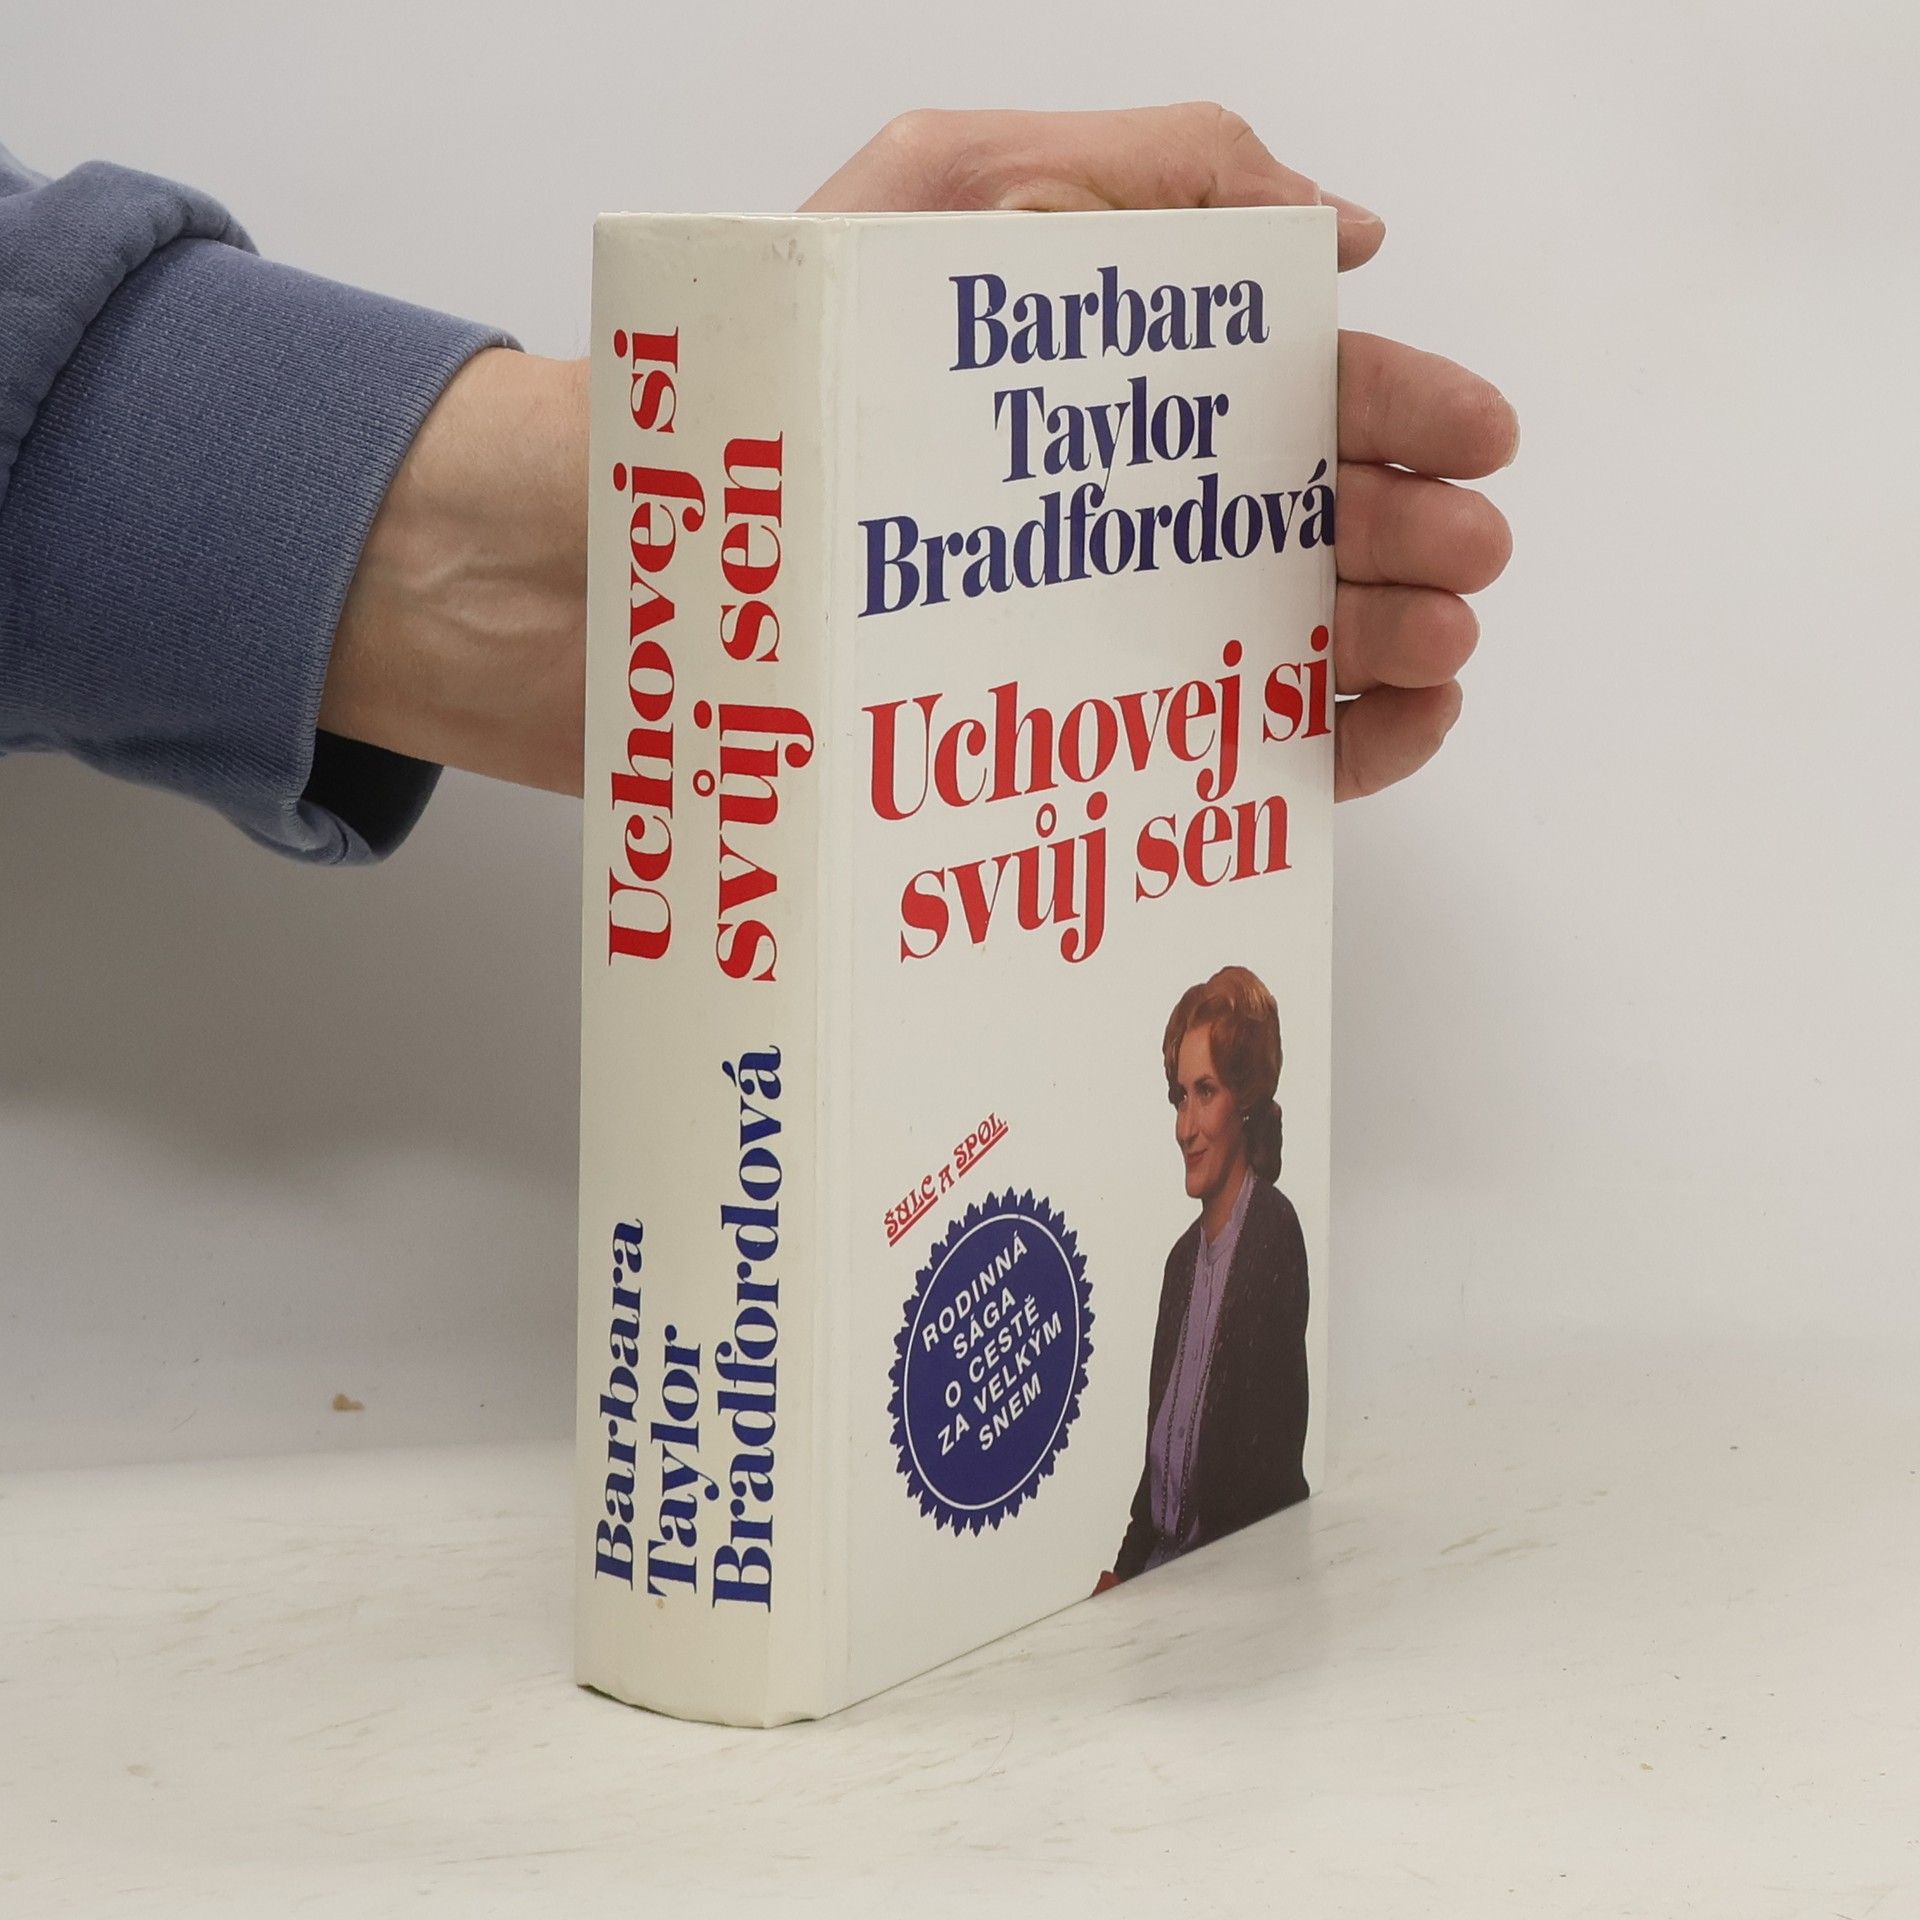 Uchovej si
svůj sen
Barbara
Taylor
Bradfordová
Barbara
Taylor
Bradfordová
Uchovej si
svůj sen
ŠULC A SPOL.
RODINNÁ
SÁGA
O CESTĚ
ZA VELKÝM
SNEM